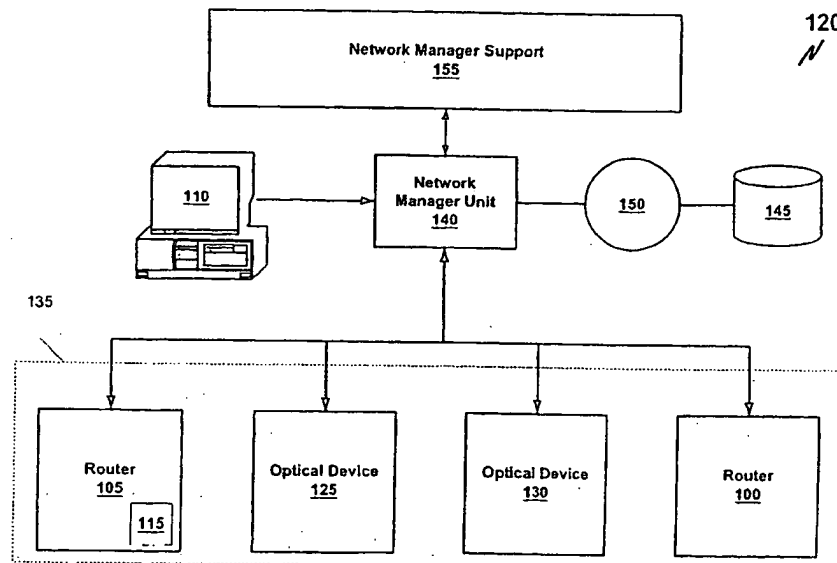 120
Network Manager Support
155
110
Network
Manager Unit
140
150
145
135
Router
105
115
Optical Device
125
Optical Device
130
Router
100